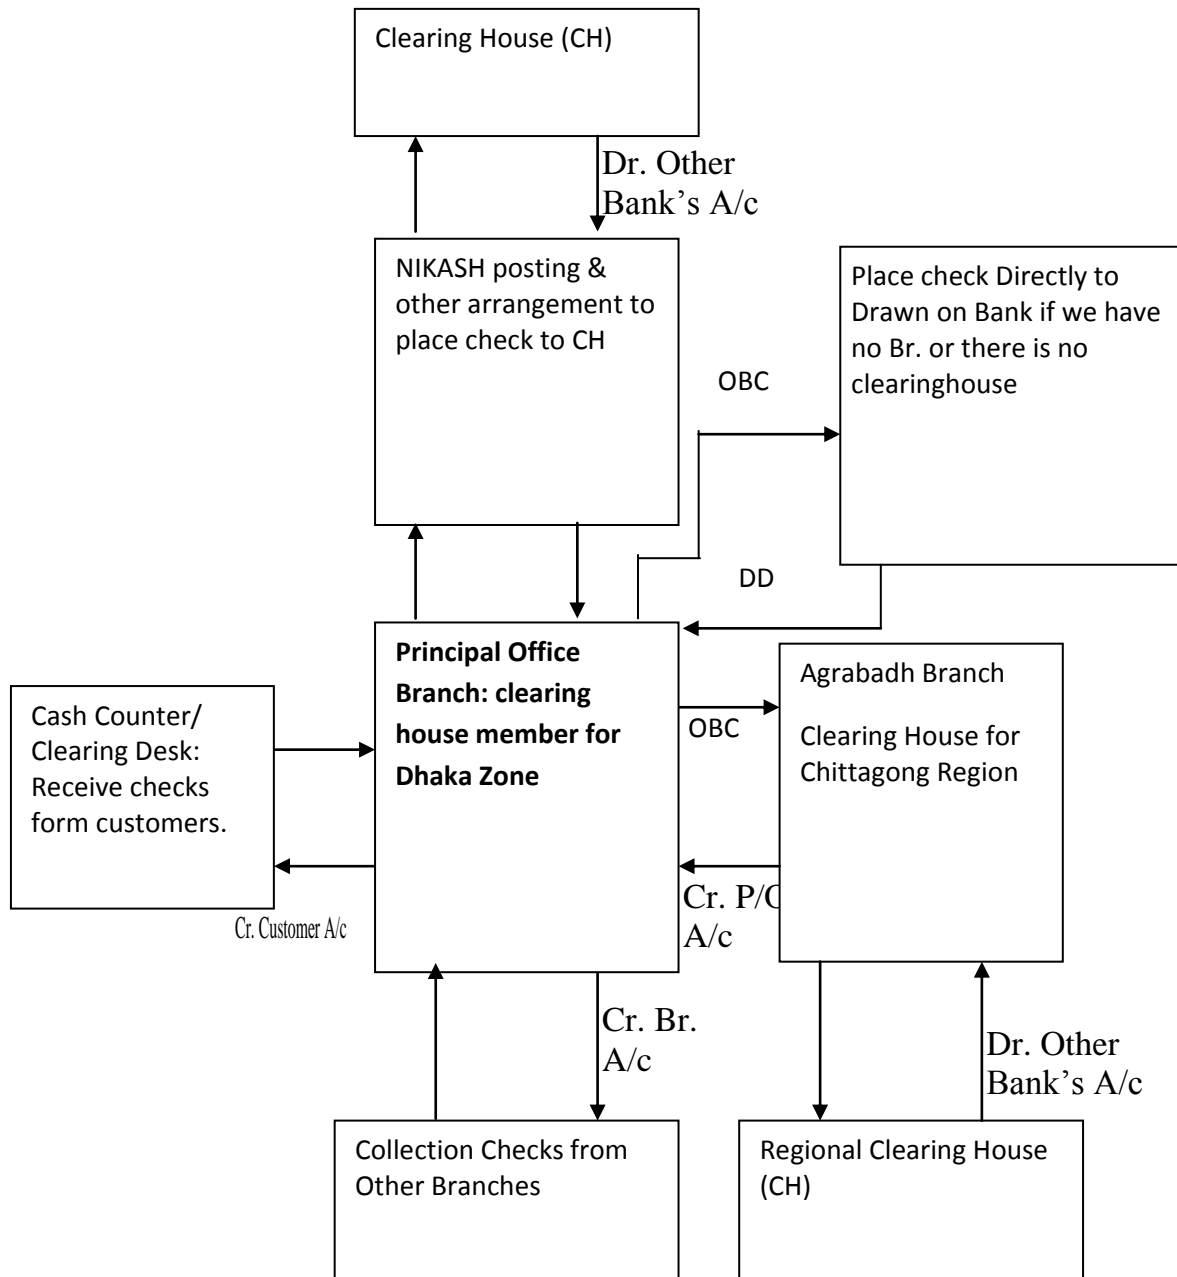 Clearing House (CH)
Dr. Other
Bank’s A/c
NIKASH posting &
other arrangement to
place check to CH
Place check Directly to
Drawn on Bank if we have
no Br. or there is no
clearinghouse
OBC
DD
Principal Office
Branch: clearing
house member for
Dhaka Zone
Agrabadh Branch
Clearing House for
Chittagong Region
Cash Counter/
Clearing Desk:
Receive checks
form customers.
OBC
Cr. Customer A/c
Cr. P/O
A/c
Cr. Br.
A/c
Dr. Other
Bank’s A/c
Collection Checks from
Other Branches
Regional Clearing House
(CH)